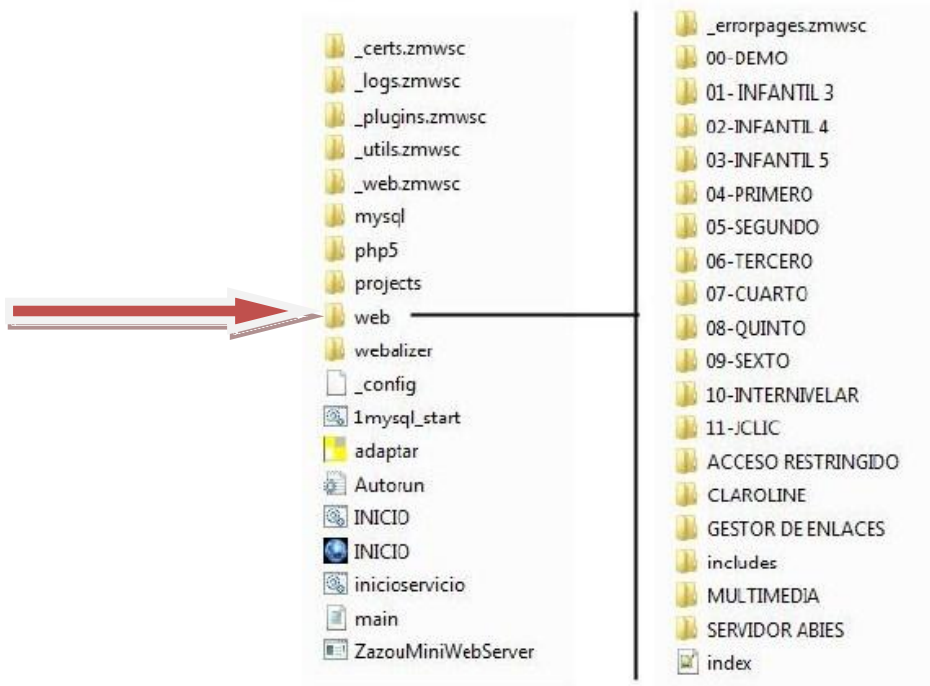 _certs.zmwsc
_logs.zmwsc
_plugins.zmwsc
_utils.zmwsc
_web.zmwsc
mysql
php5
projects
web
webalizer
_config
1mysql_start
adaptar
Autorun
INICIO
INICIO
inicioservicio
main
ZazouMiniWebServer
_errorpages.zmwsc
00-DEMO
01- INFANTIL 3
02-INFANTIL 4
03-INFANTIL 5
04-PRIMERO
05-SEGUNDO
06-TERCERO
07-CUARTO
08-QUINTO
09-SEXTO
10-INTERNIVELAR
11-JCLIC
ACCESO RESTRINGIDO
CLAROLINE
GESTOR DE ENLACES
includes
MULTIMEDIA
SERVIDOR ABIES
index